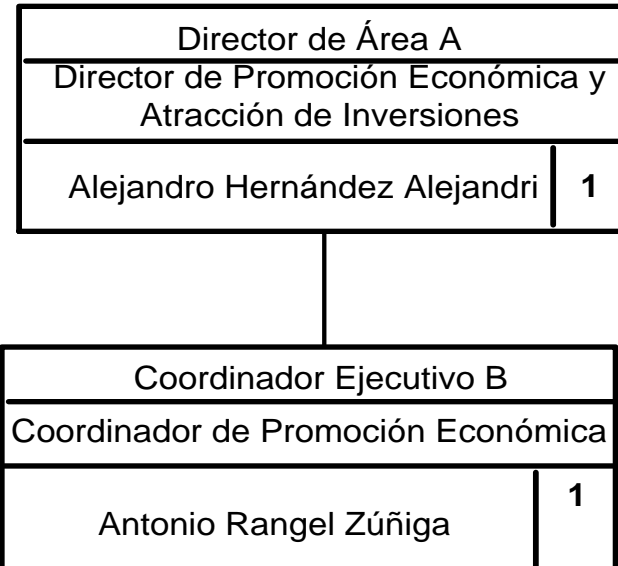 Director de Área A
Director de Promoción Económica y
Atracción de Inversiones
Alejandro Hernández Alejandri 1
Coordinador Ejecutivo B
Coordinador de Promoción Económica
Antonio Rangel Zúñiga 1